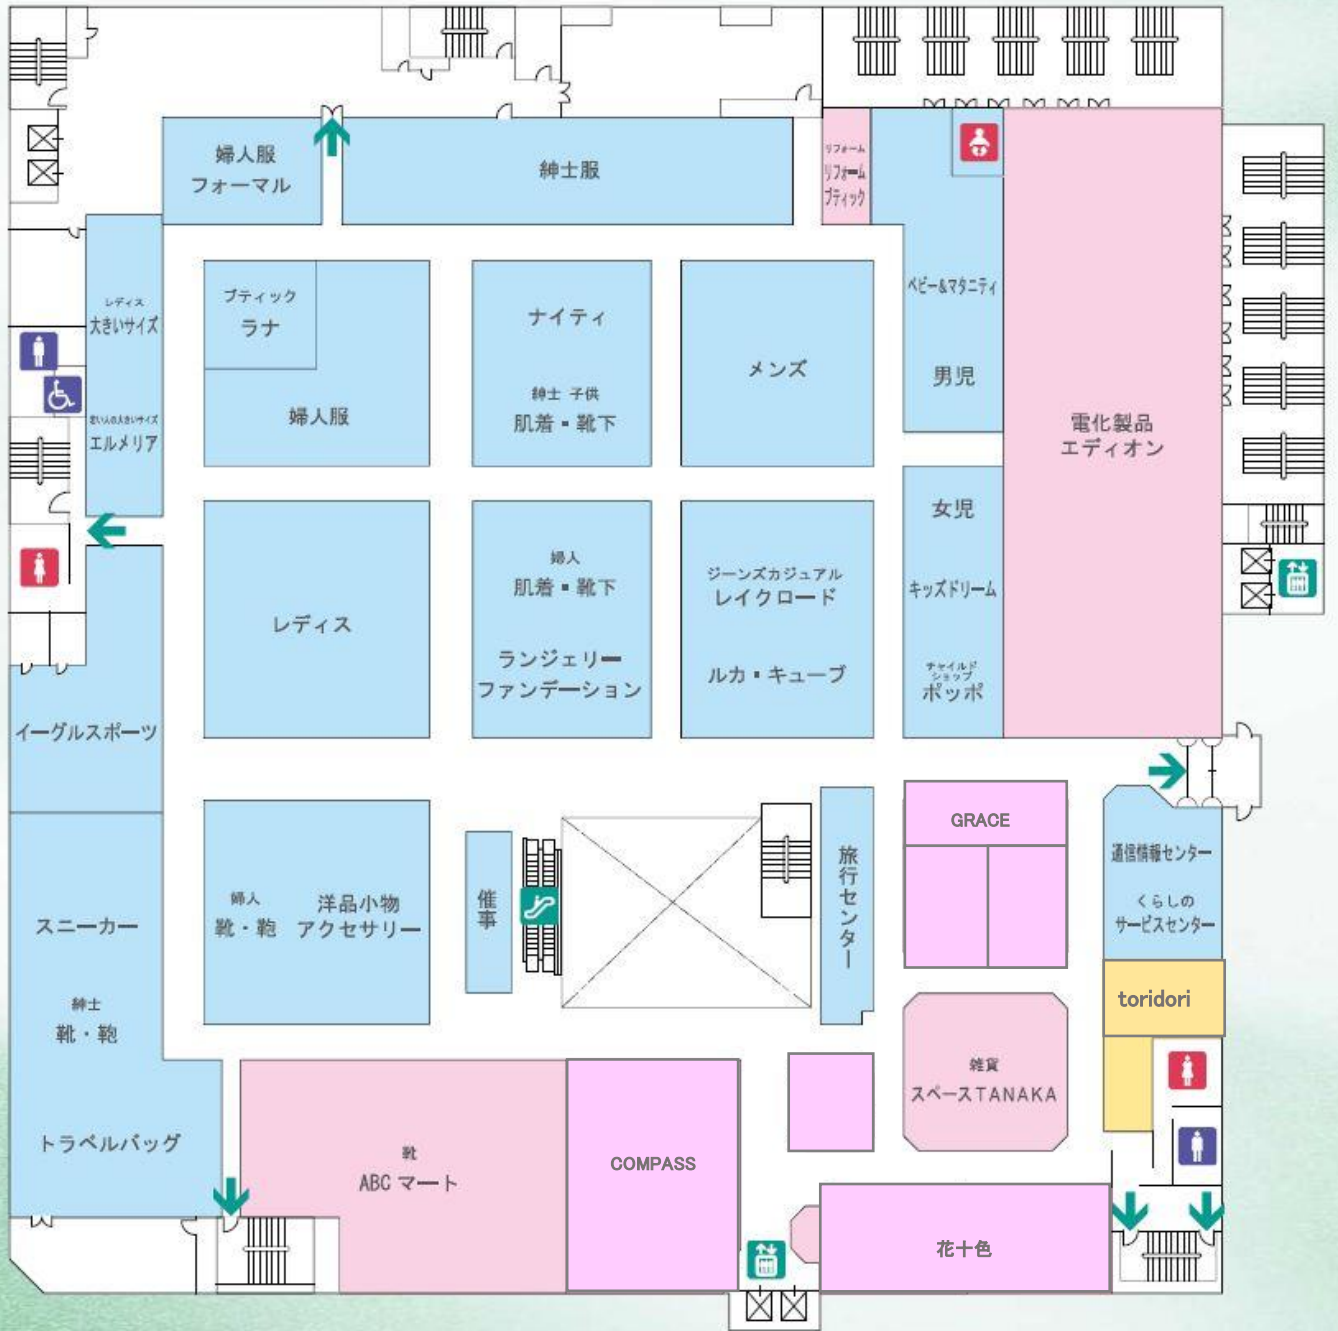 婦人服
フォーマル
紳士服
リフォーム
リフォーム
ブティック
ブティック
ラナ
婦人服
ナイティ
紳士 子供
肌着・靴下
メンズ
ベビー&マタニティ
男児
電化製品
エディオン
レディス
大きいサイズ
エルメリア
レディス
婦人
肌着・靴下
ランジェリー
ファンデーション
ジーンズカジュアル
レイクロード
ルカ・キューブ
女児
キッズドリーム
チャイルド
ショップ
ポッポ
イーグルスポーツ
スニーカー
紳士
靴・鞄
トラベルバッグ
婦人
靴・鞄
洋品小物
アクセサリー
催事
旅行センター
GRACE
通信情報センター
くらしの
サービスセンター
toridori
雑貨
スペースTANAKA
靴
ABC マート
COMPASS
花十色